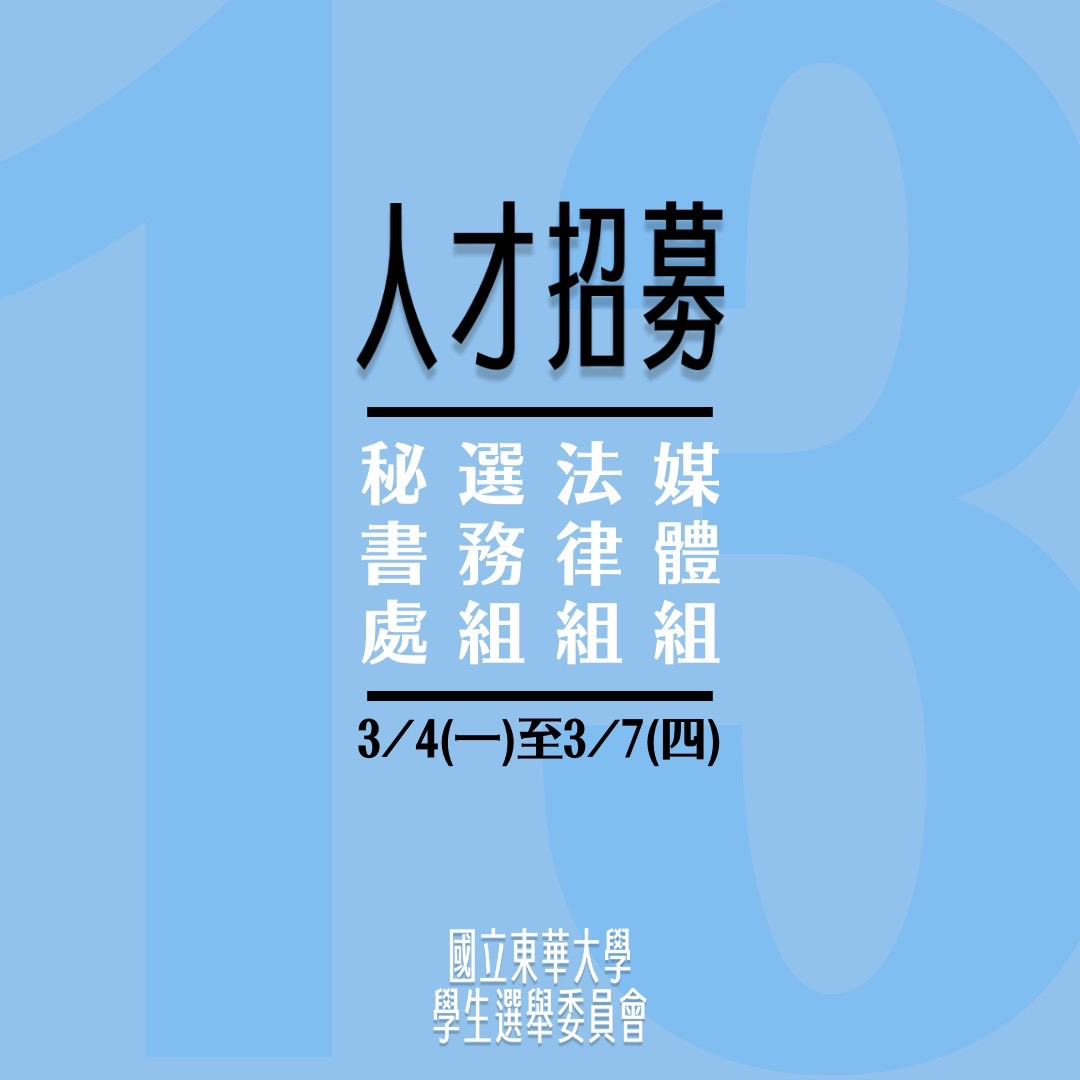 13
人才招募
秘書處
選務組
法律組
媒體組
3/4(一)至3/7(四)
國立東華大學
學生選舉委員會